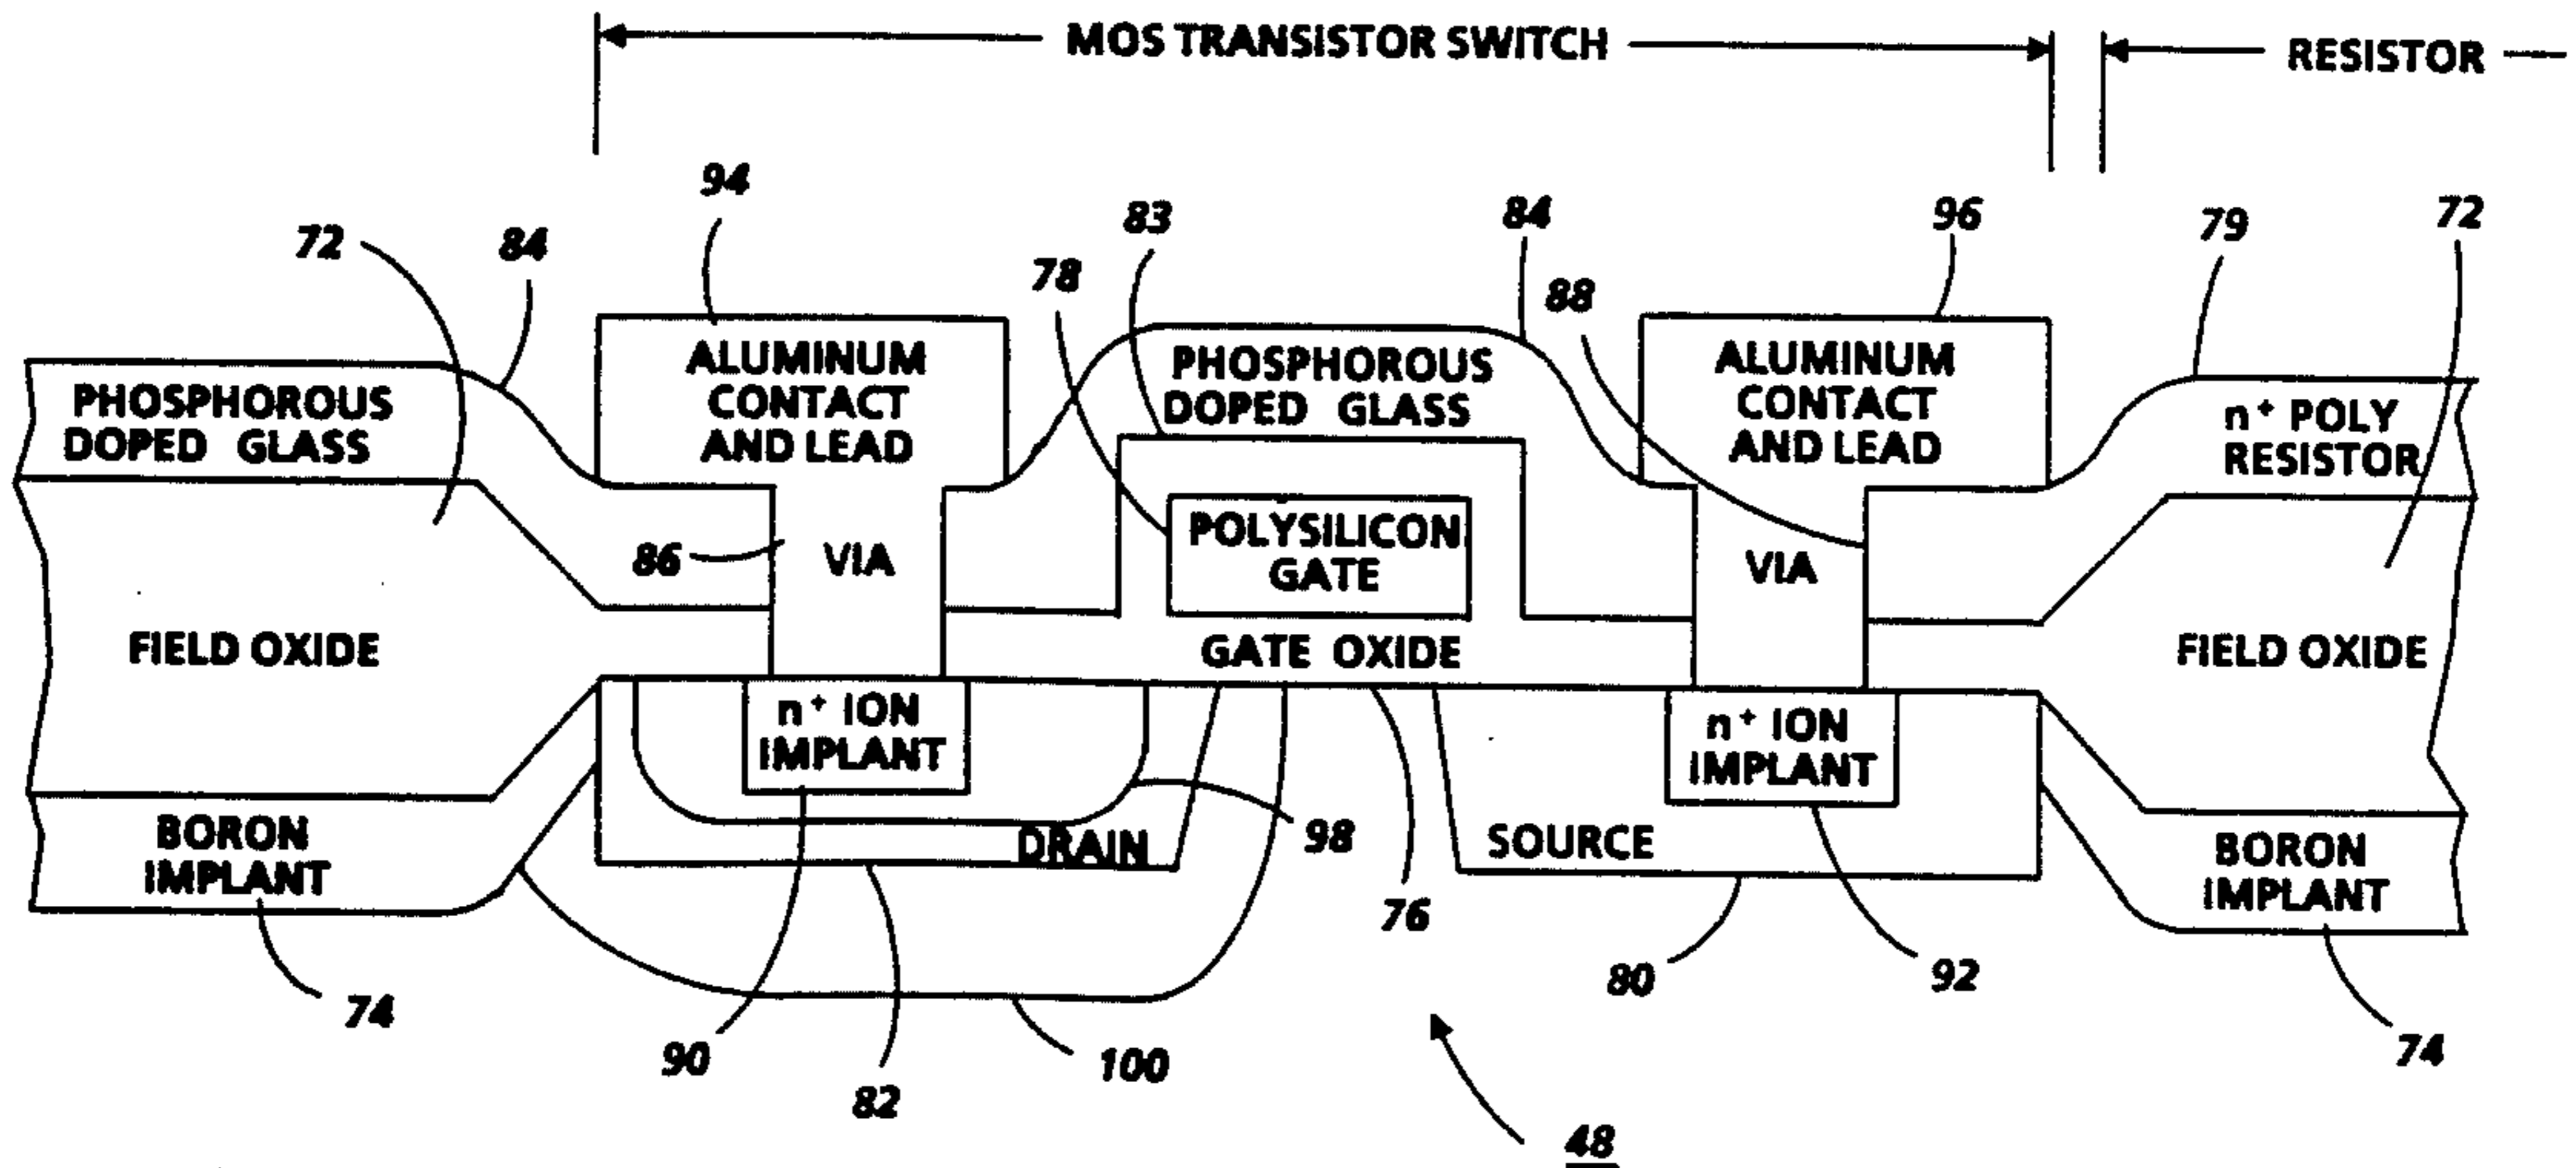 MOS TRANSISTOR SWITCH
RESISTOR
94
72
84
83
84
96
79
72
78
88
ALUMINUM
CONTACT
AND LEAD
PHOSPHOROUS
DOPED GLASS
PHOSPHOROUS
DOPED GLASS
ALUMINUM
CONTACT
AND LEAD
n+ POLY
RESISTOR
86
VIA
POLYSILICON
GATE
VIA
FIELD OXIDE
GATE OXIDE
FIELD OXIDE
n+ ION
IMPLANT
n+ ION
IMPLANT
BORON
IMPLANT
DRAIN
98
SOURCE
BORON
IMPLANT
76
74
90
82
100
80
92
74
48